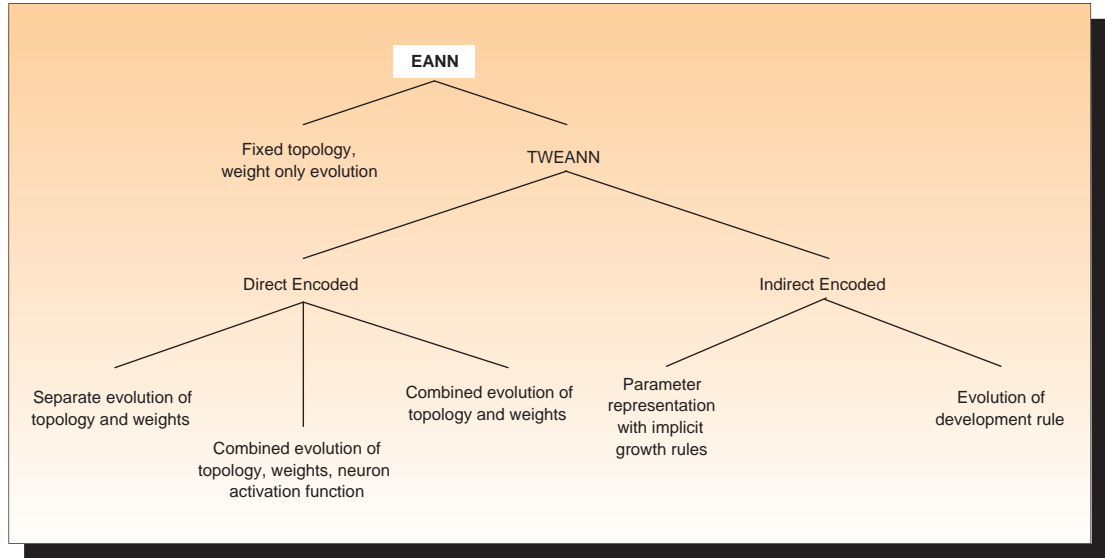 EANN
Fixed topology,
weight only evolution
TWEANN
Direct Encoded
Indirect Encoded
Separate evolution of
topology and weights
Combined evolution of
topology, weights, neuron
activation function
Combined evolution of
topology and weights
Parameter
representation
with implicit
growth rules
Evolution of
development rule